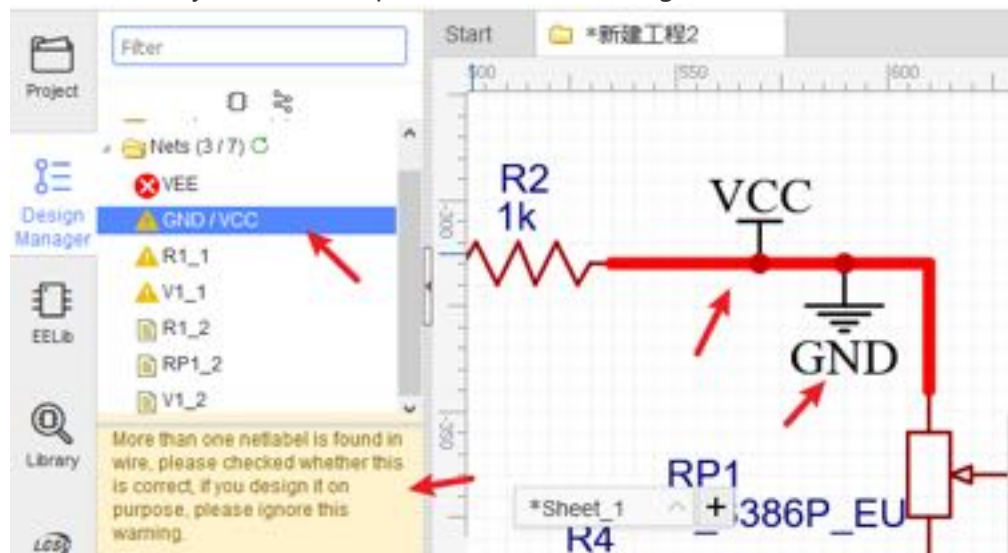 Project
Design
Manager
EELib
Library
LCSC
Filter
Nets (3 / 7)
VEE
GND / VCC
R1_1
V1_1
R1_2
RP1_2
V1_2
More than one netlabel is found in
wire, please checked whether this
is correct, if you design it on
purpose, please ignore this
warning.
Start
*新建工程2
500
550
600
-300
-350
R2
1k
VCC
GND
RP1
386P_EU
*Sheet_1
R4